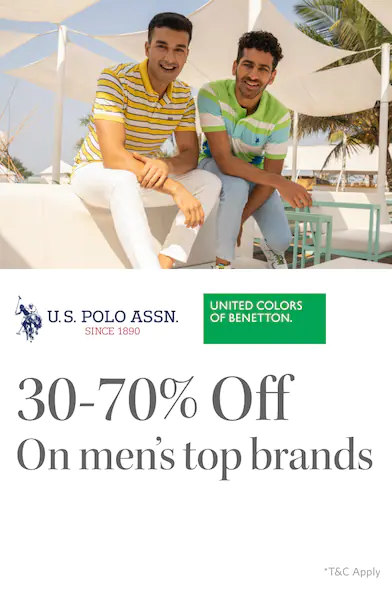 U.S. POLO ASSN.
SINCE 1890
UNITED COLORS
OF BENETTON.
30-70% Off
On men's top brands
*T&C Apply